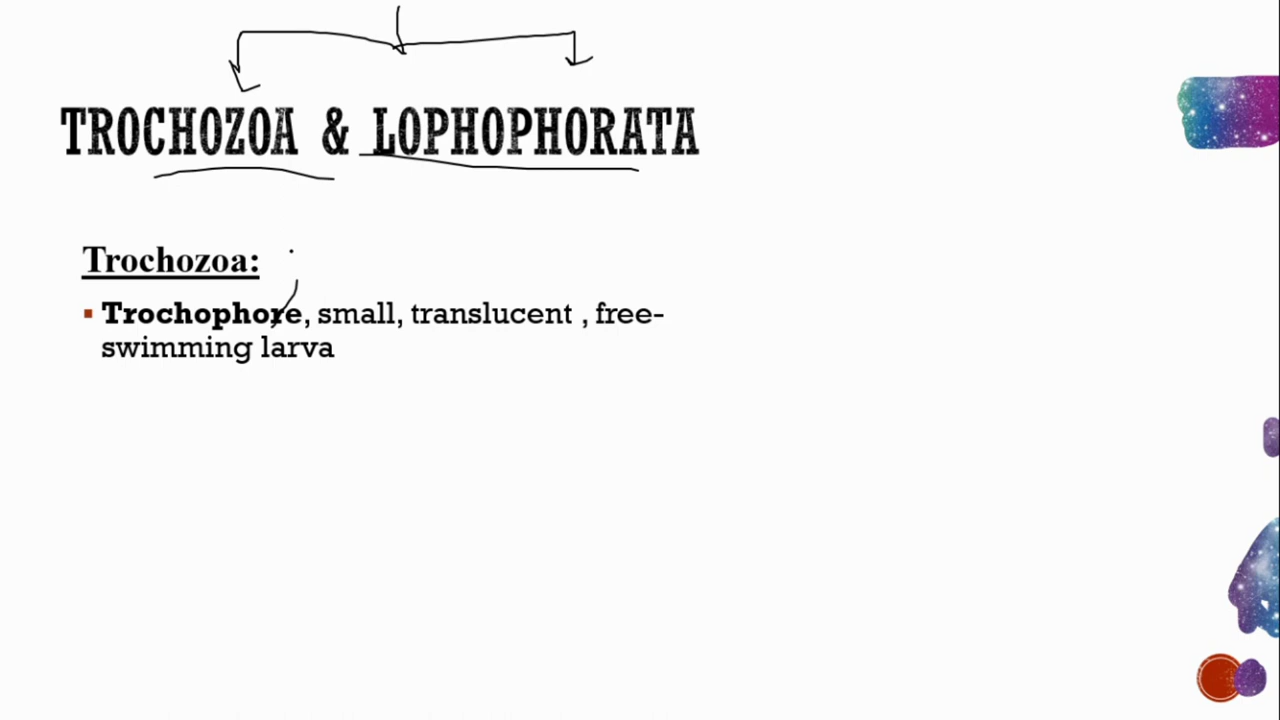 TROCHOZOA & LOPHOPHORATA
Trochozoa:
▪ Trochophore, small, translucent , free-
swimming larva